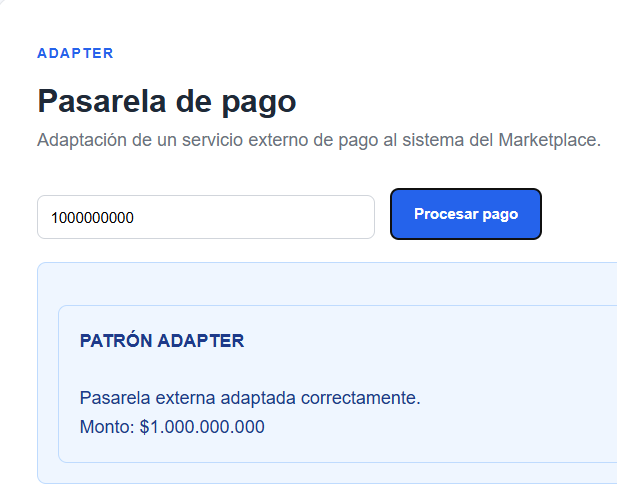 ADAPTER
Pasarela de pago
Adaptación de un servicio externo de pago al sistema del Marketplace.
1000000000
Procesar pago
PATRÓN ADAPTER
Pasarela externa adaptada correctamente.
Monto: $1.000.000.000